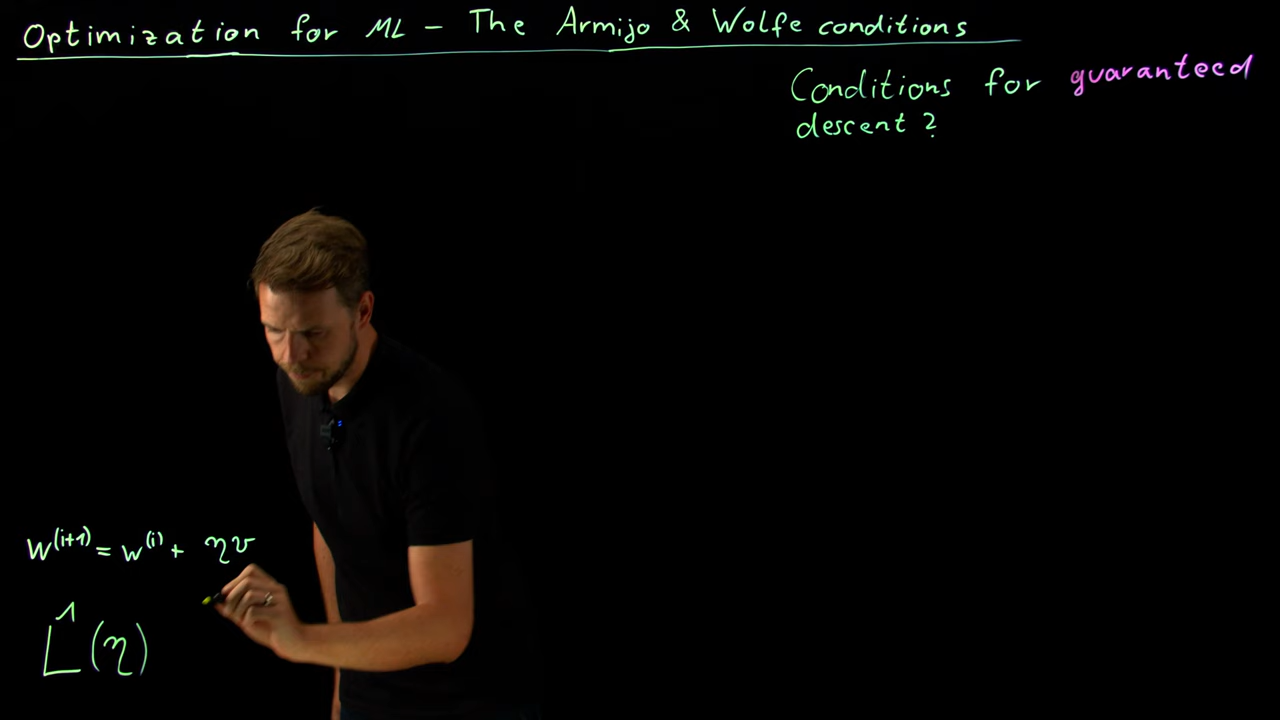 Optimization for ML – The Armijo & Wolfe conditions
Conditions for guaranteed
descent ?
w^(i+1) = w^(i) + ηv
L̂(η)